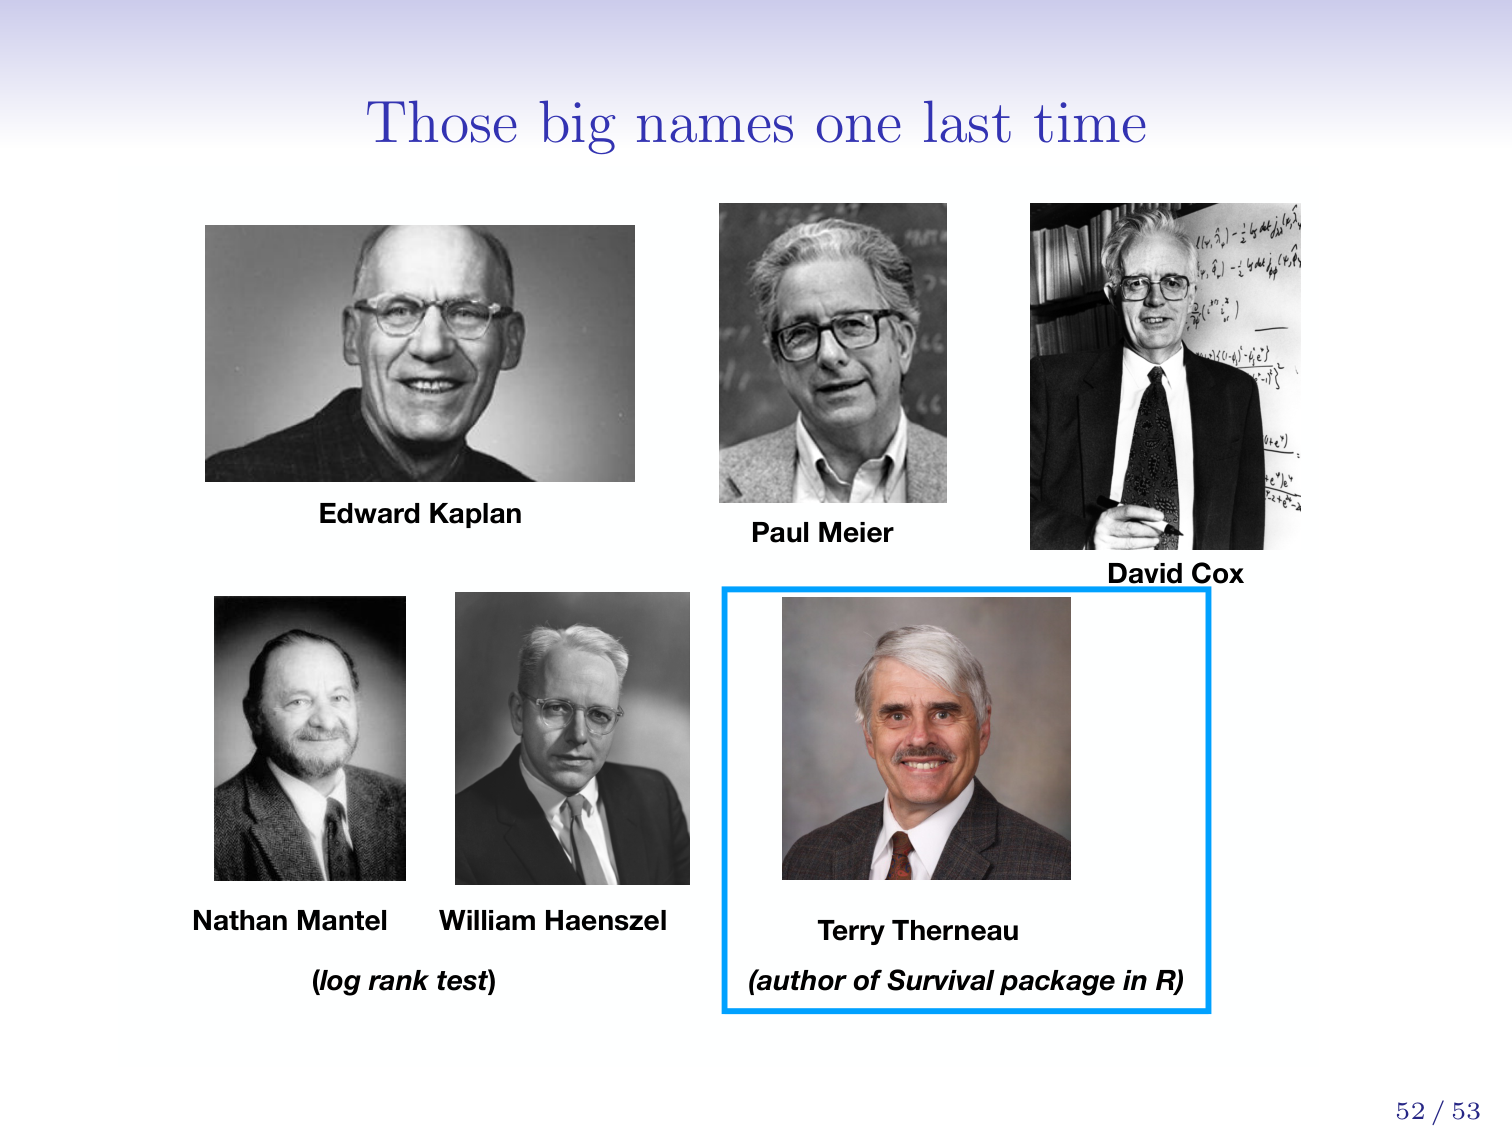 Those big names one last time
Edward Kaplan
Paul Meier
David Cox
Nathan Mantel
William Haenszel
(log rank test)
Terry Therneau
(author of Survival package in R)
52 / 53